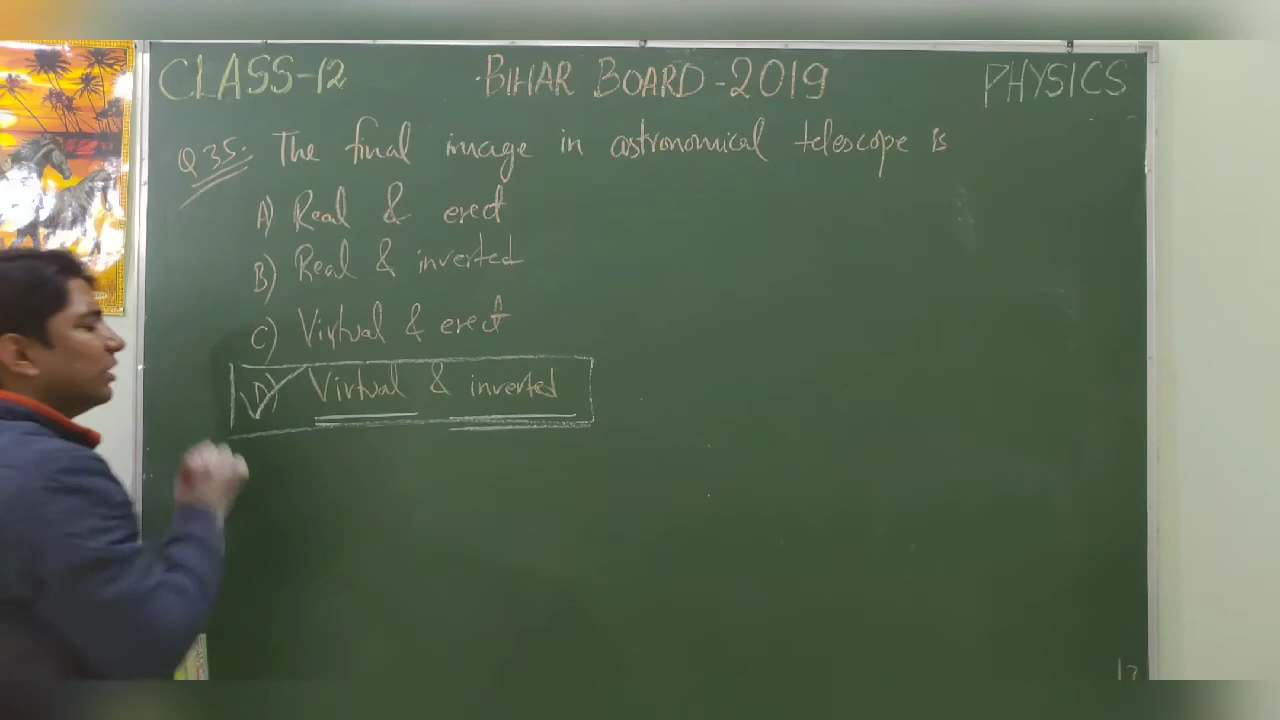 CLASS-12 BIHAR BOARD-2019 PHYSICS
Q 35. The final image in astronomical telescope is
A) Real & erect
B) Real & inverted
C) Virtual & erect
D) Virtual & inverted